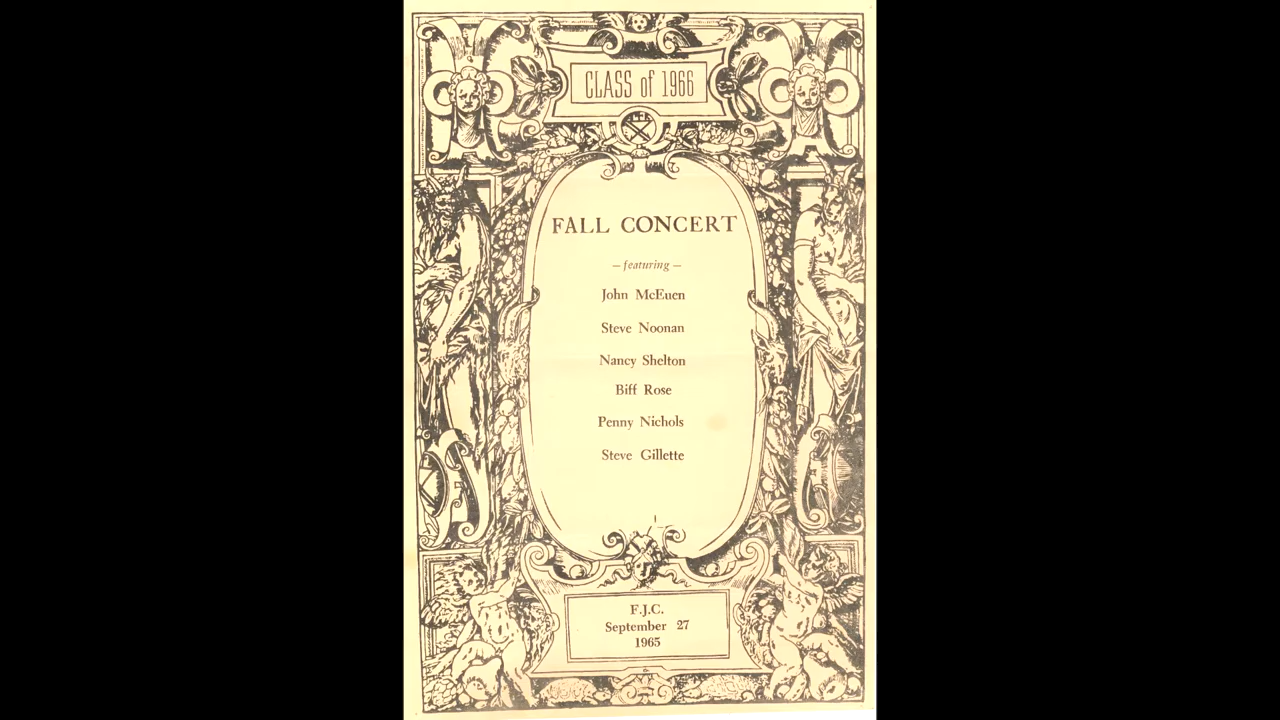 CLASS of 1966
FALL CONCERT
– featuring –
John McEuen
Steve Noonan
Nancy Shelton
Biff Rose
Penny Nichols
Steve Gillette
F.J.C.
September 27
1965